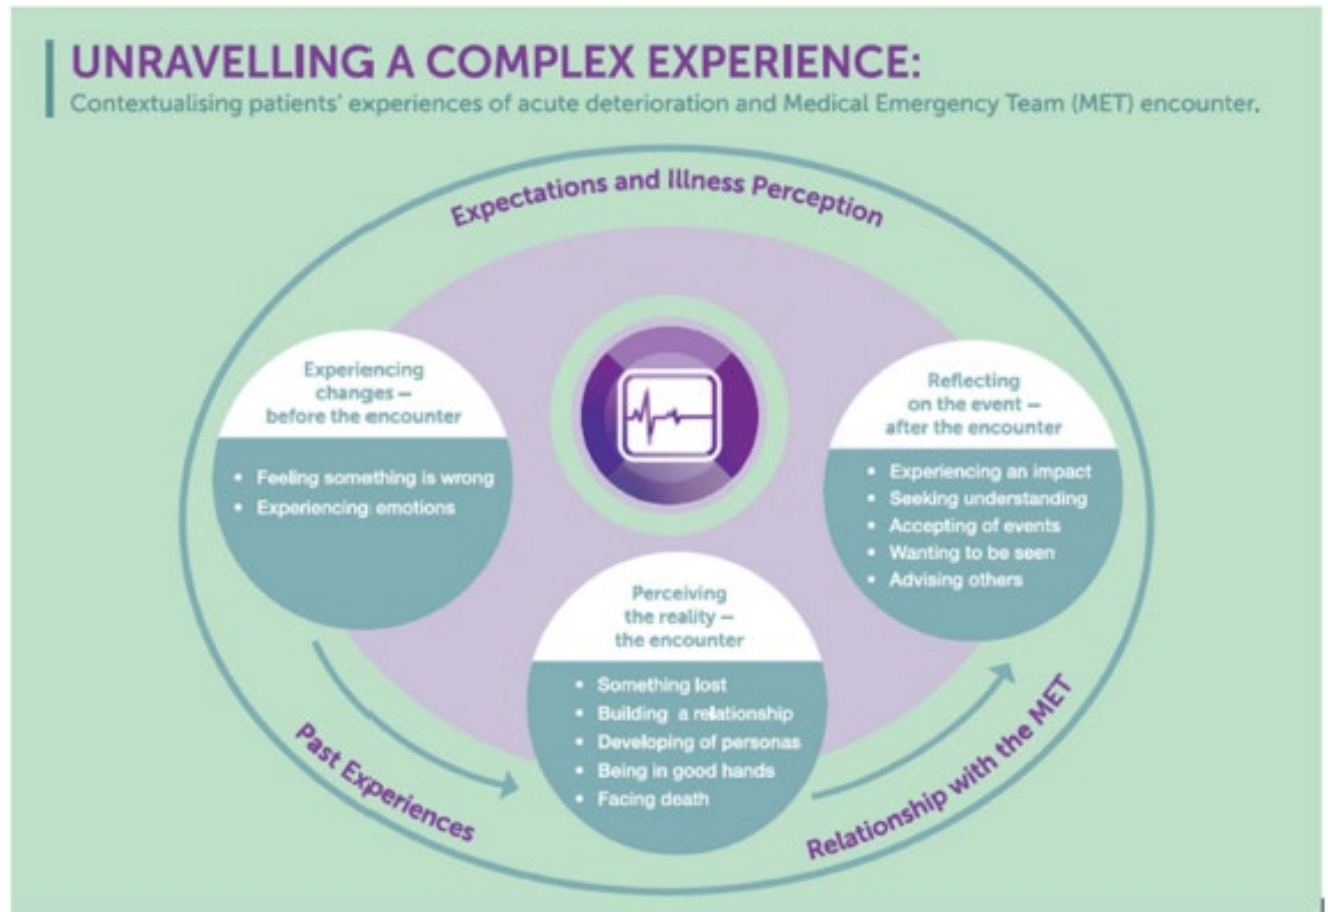 UNRAVELLING A COMPLEX EXPERIENCE:
Contextualising patients' experiences of acute deterioration and Medical Emergency Team (MET) encounter.
Expectations and Illness Perception
Experiencing
changes –
before the encounter
• Feeling something is wrong
• Experiencing emotions
Perceiving
the reality –
the encounter
• Something lost
• Building a relationship
• Developing of personas
• Being in good hands
• Facing death
Reflecting
on the event –
after the encounter
• Experiencing an impact
• Seeking understanding
• Accepting of events
• Wanting to be seen
• Advising others
Past Experiences
Relationship with the MET